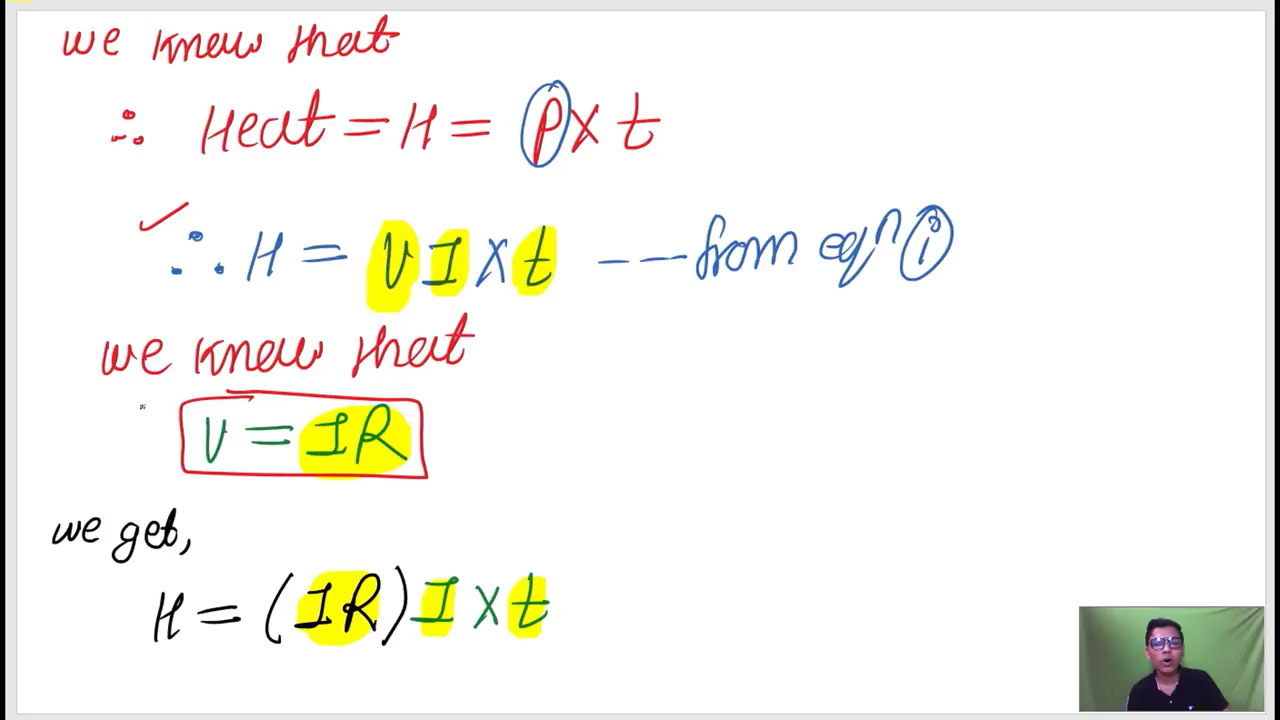 we knew that
∴ Heat = H = P × t
∴ H = VI × t --- from eqn (i)
we knew that
V = IR
we get,
H = (IR) I × t